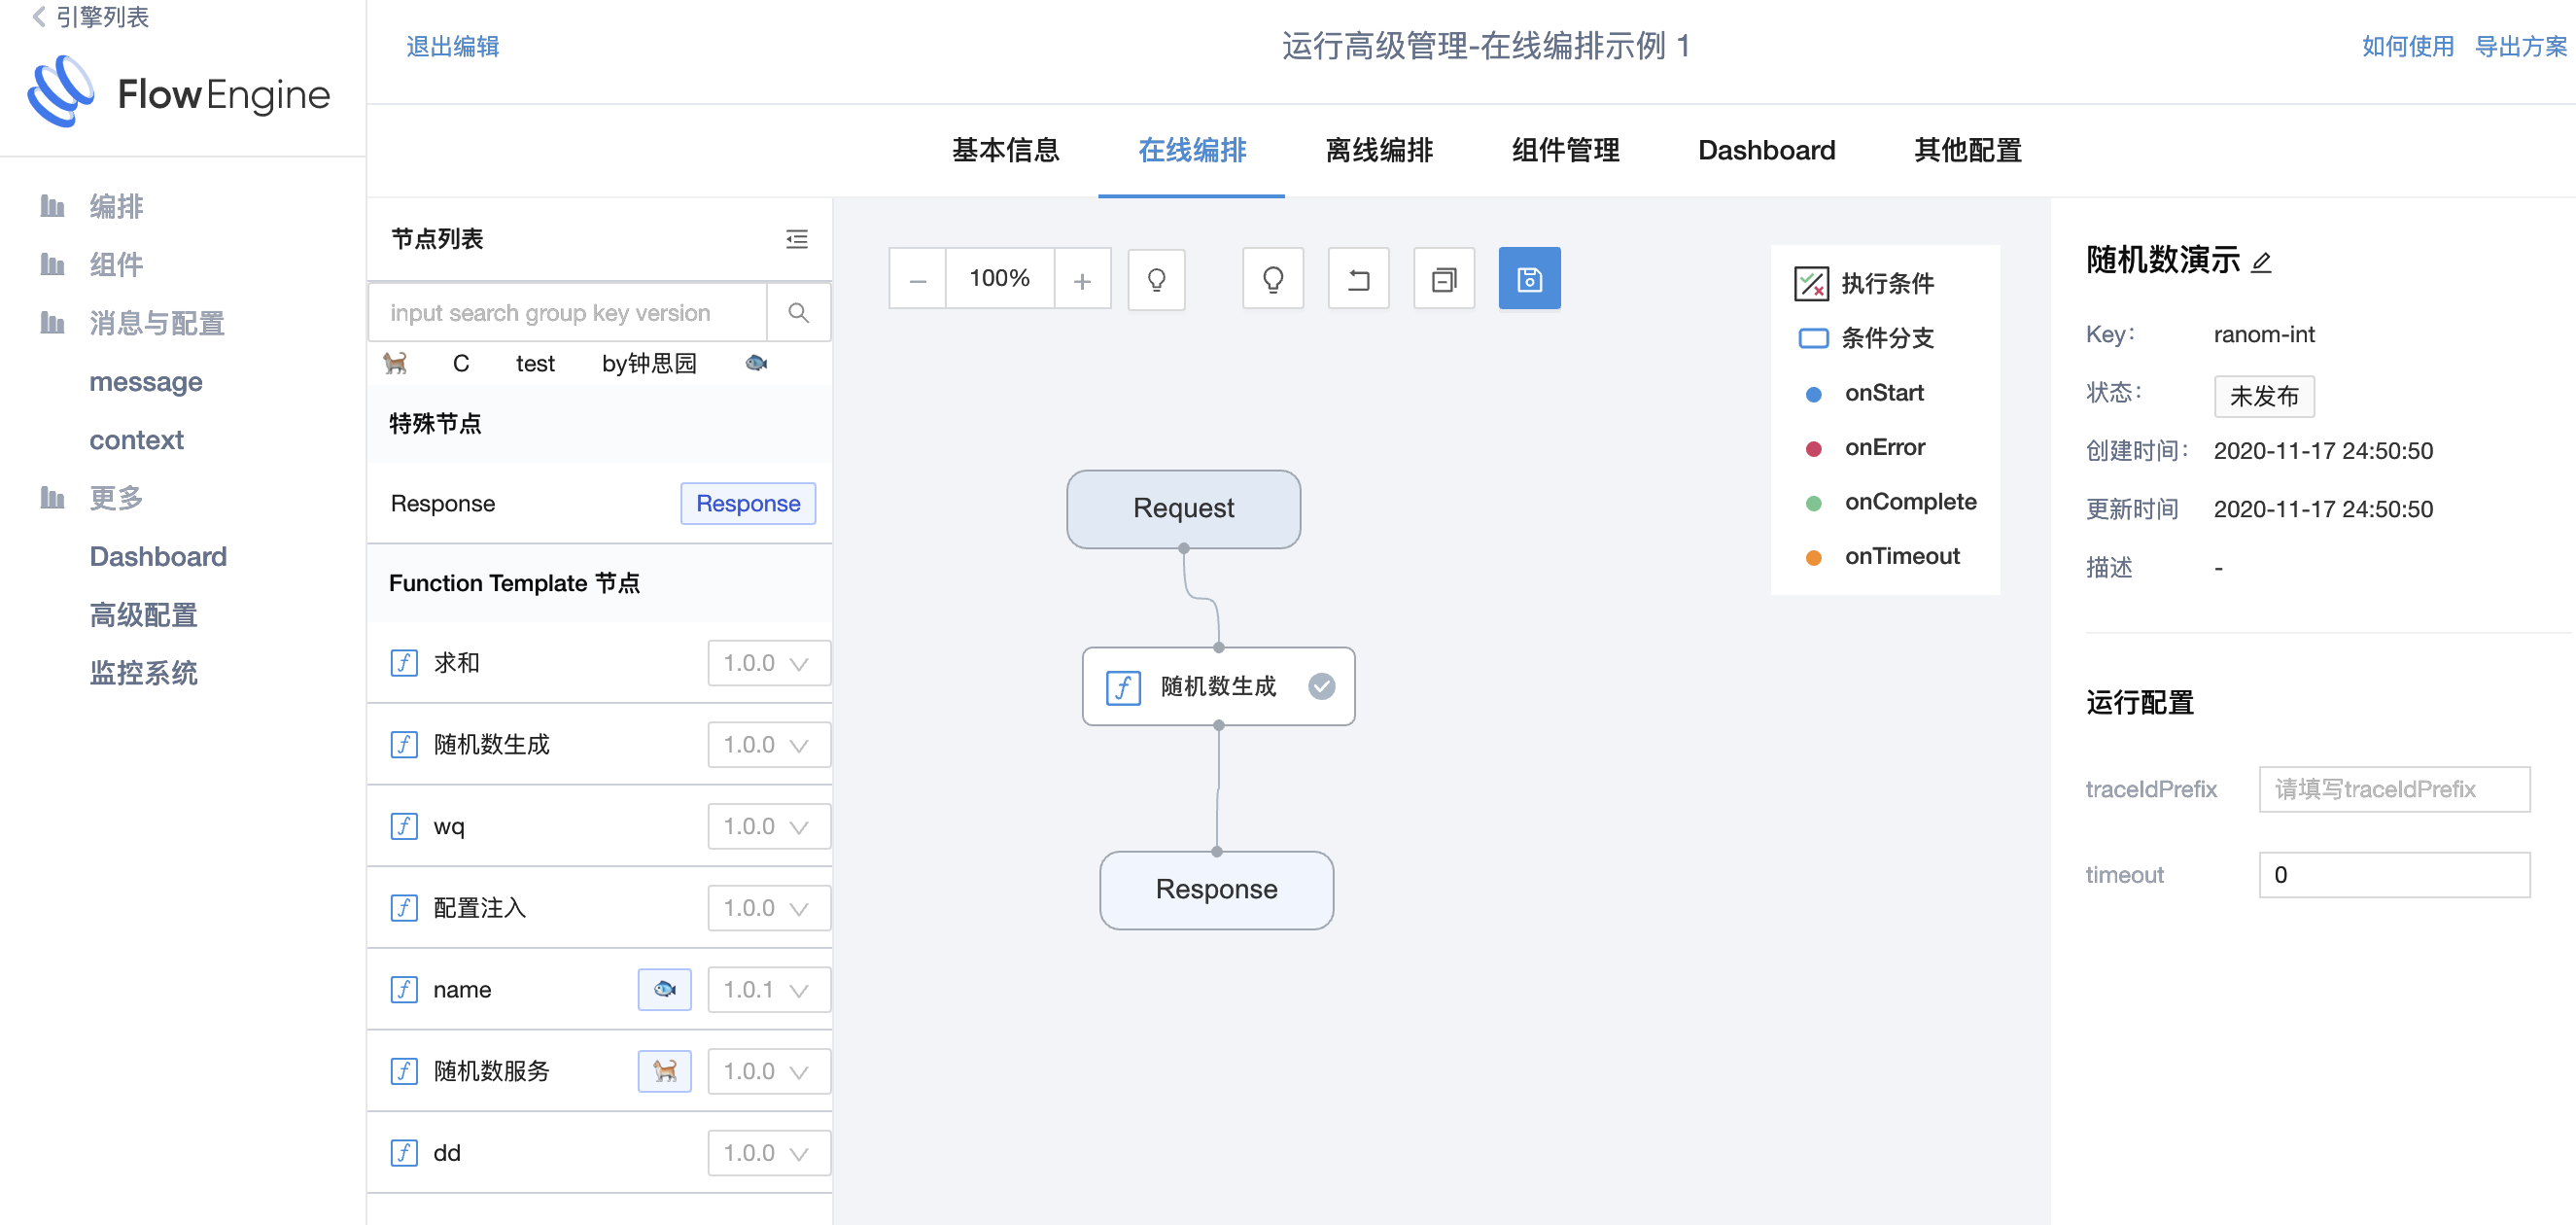 引擎列表
FlowEngine
编排
组件
消息与配置
message
context
更多
Dashboard
高级配置
监控系统
退出编辑
运行高级管理-在线编排示例 1
如何使用 导出方案
基本信息 在线编排 离线编排 组件管理 Dashboard 其他配置
节点列表
input search group key version
🐈 C test by钟思园 🐟
特殊节点
Response Response
Function Template 节点
求和 1.0.0
随机数生成 1.0.0
wq 1.0.0
配置注入 1.0.0
name 🐟 1.0.1
随机数服务 🐈 1.0.0
dd 1.0.0
100%
Request
随机数生成
Response
执行条件
条件分支
onStart
onError
onComplete
onTimeout
随机数演示
Key: ranom-int
状态: 未发布
创建时间: 2020-11-17 24:50:50
更新时间 2020-11-17 24:50:50
描述 -
运行配置
traceIdPrefix 请填写traceIdPrefix
timeout 0